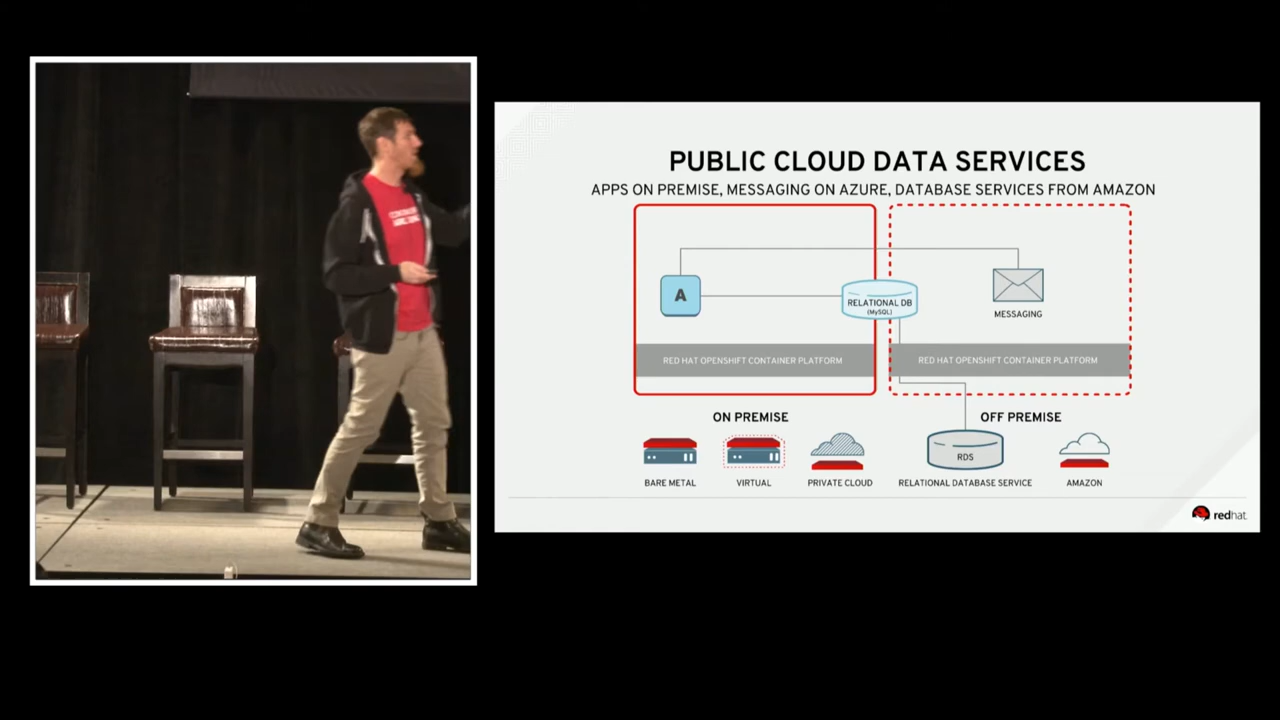 PUBLIC CLOUD DATA SERVICES
APPS ON PREMISE, MESSAGING ON AZURE, DATABASE SERVICES FROM AMAZON
A
RELATIONAL DB
(MySQL)
MESSAGING
RED HAT OPENSHIFT CONTAINER PLATFORM
RED HAT OPENSHIFT CONTAINER PLATFORM
ON PREMISE
OFF PREMISE
RDS
BARE METAL
VIRTUAL
PRIVATE CLOUD
RELATIONAL DATABASE SERVICE
AMAZON
redhat